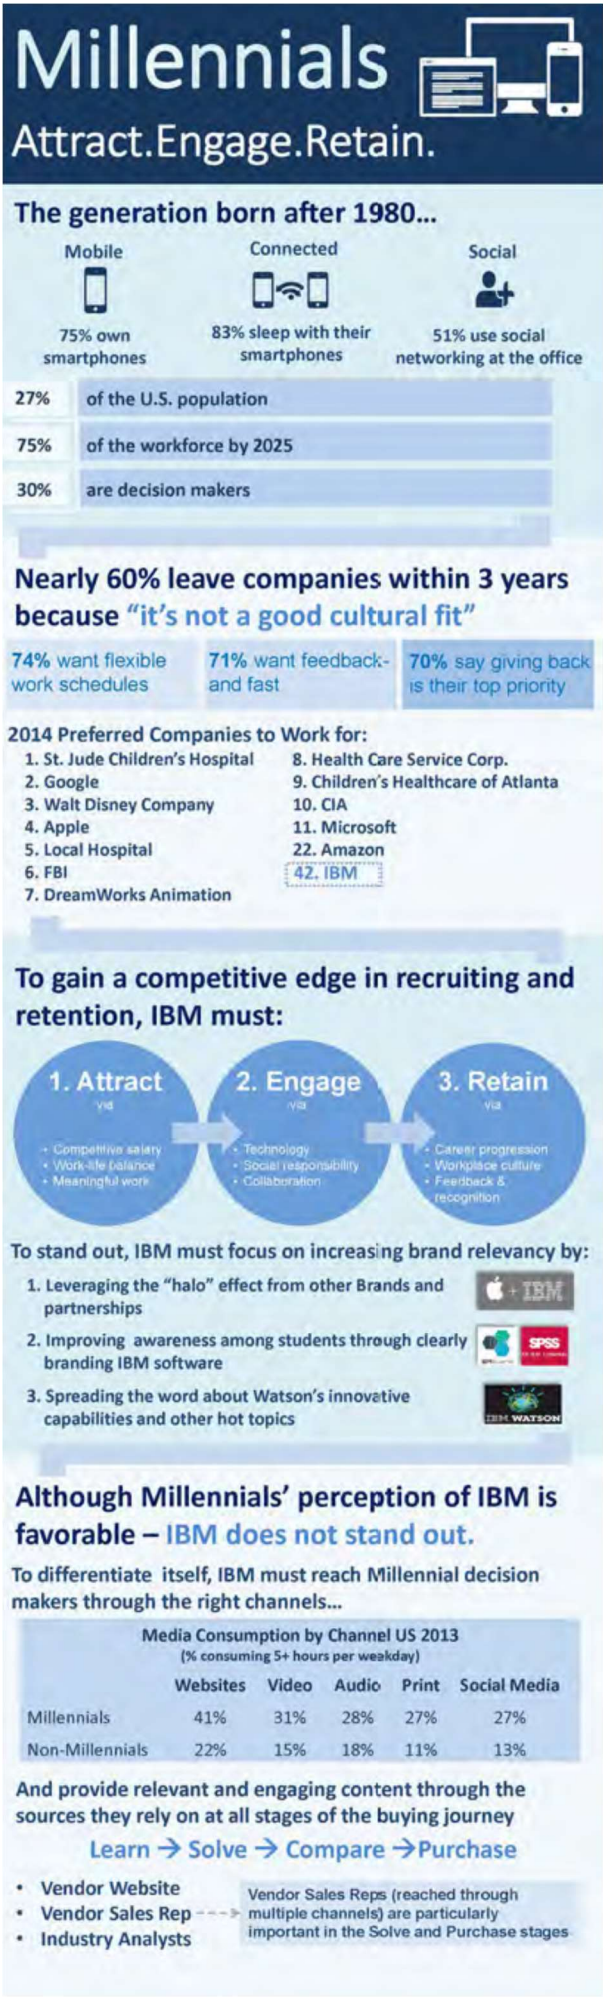 Millennials
Attract.Engage.Retain.
The generation born after 1980...
Mobile
Connected
Social
75% own
smartphones
83% sleep with their
smartphones
51% use social
networking at the office
27% of the U.S. population
75% of the workforce by 2025
30% are decision makers
Nearly 60% leave companies within 3 years
because "it's not a good cultural fit"
74% want flexible
work schedules
71% want feedback-
and fast
70% say giving back
is their top priority
2014 Preferred Companies to Work for:
1. St. Jude Children's Hospital
2. Google
3. Walt Disney Company
4. Apple
5. Local Hospital
6. FBI
7. DreamWorks Animation
8. Health Care Service Corp.
9. Children's Healthcare of Atlanta
10. CIA
11. Microsoft
22. Amazon
42. IBM
To gain a competitive edge in recruiting and
retention, IBM must:
1. Attract
via
• Competitive salary
• Work-life balance
• Meaningful work
2. Engage
via
• Technology
• Social responsibility
• Collaboration
3. Retain
via
• Career progression
• Workplace culture
• Feedback &
recognition
To stand out, IBM must focus on increasing brand relevancy by:
1. Leveraging the "halo" effect from other Brands and
partnerships
+ IBM
2. Improving awareness among students through clearly
branding IBM software
SPSS
3. Spreading the word about Watson's innovative
capabilities and other hot topics
IBM WATSON
Although Millennials' perception of IBM is
favorable – IBM does not stand out.
To differentiate itself, IBM must reach Millennial decision
makers through the right channels...
Media Consumption by Channel US 2013
(% consuming 5+ hours per weekday)
Websites Video Audio Print Social Media
Millennials 41% 31% 28% 27% 27%
Non-Millennials 22% 15% 18% 11% 13%
And provide relevant and engaging content through the
sources they rely on at all stages of the buying journey
Learn → Solve → Compare → Purchase
• Vendor Website
• Vendor Sales Rep
• Industry Analysts
Vendor Sales Reps (reached through
multiple channels) are particularly
important in the Solve and Purchase stages